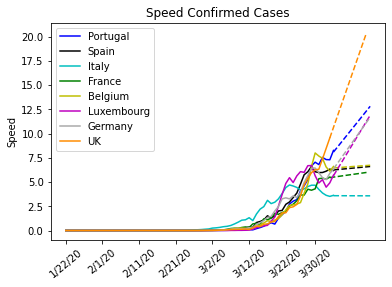 Speed Confirmed Cases
Speed
20.0
17.5
15.0
12.5
10.0
7.5
5.0
2.5
0.0
Portugal
Spain
Italy
France
Belgium
Luxembourg
Germany
UK
1/22/20
2/1/20
2/11/20
2/21/20
3/2/20
3/12/20
3/22/20
3/30/20